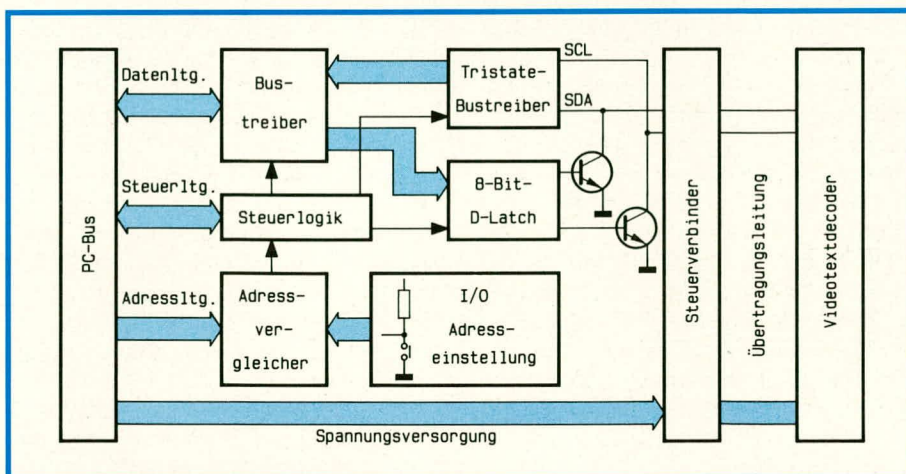 PC-Bus
Datenltg.
Steuerltg.
Adressltg.
Bus-
treiber
Steuerlogik
Adress-
ver-
gleicher
Tristate-
Bustreiber
8-Bit-
D-Latch
I/O
Adress-
einstellung
SCL
SDA
Steuerverbinder
Übertragungsleitung
Videotextdecoder
Spannungsversorgung